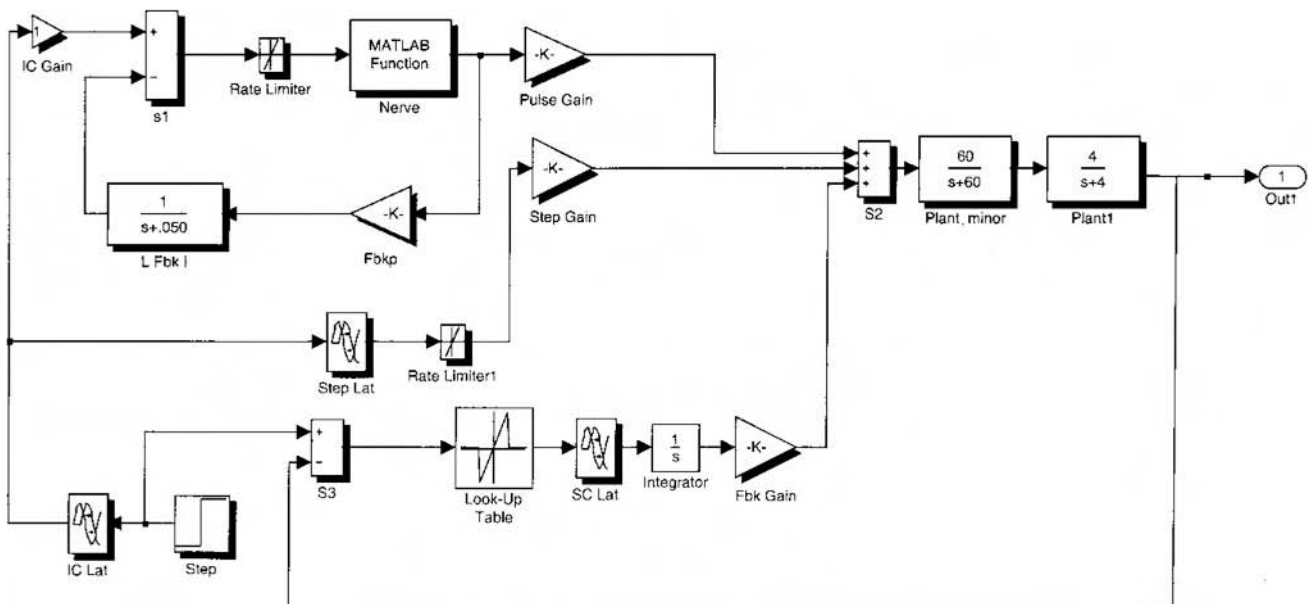 1
IC Gain
+
−
s1
Rate Limiter
MATLAB
Function
Nerve
-K-
Pulse Gain
-K-
Step Gain
1
s+.050
L Fbk I
-K-
Fbkp
+
+
+
S2
60
s+60
Plant, minor
4
s+4
Plant1
1
Out1
Step Lat
Rate Limiter1
+
−
S3
Look-Up
Table
SC Lat
1
s
Integrator
-K-
Fbk Gain
IC Lat
Step